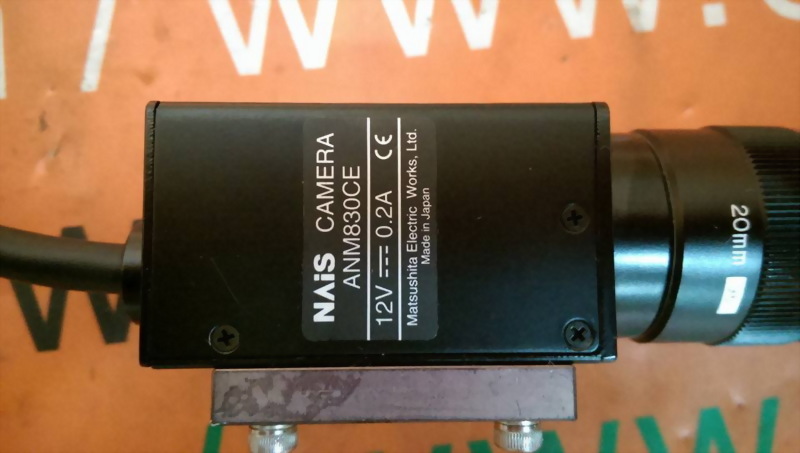 NAiS CAMERA
ANM830CE
12V ⎓ 0.2A CE
Matsushita Electric Works, Ltd.
Made in Japan
20mm